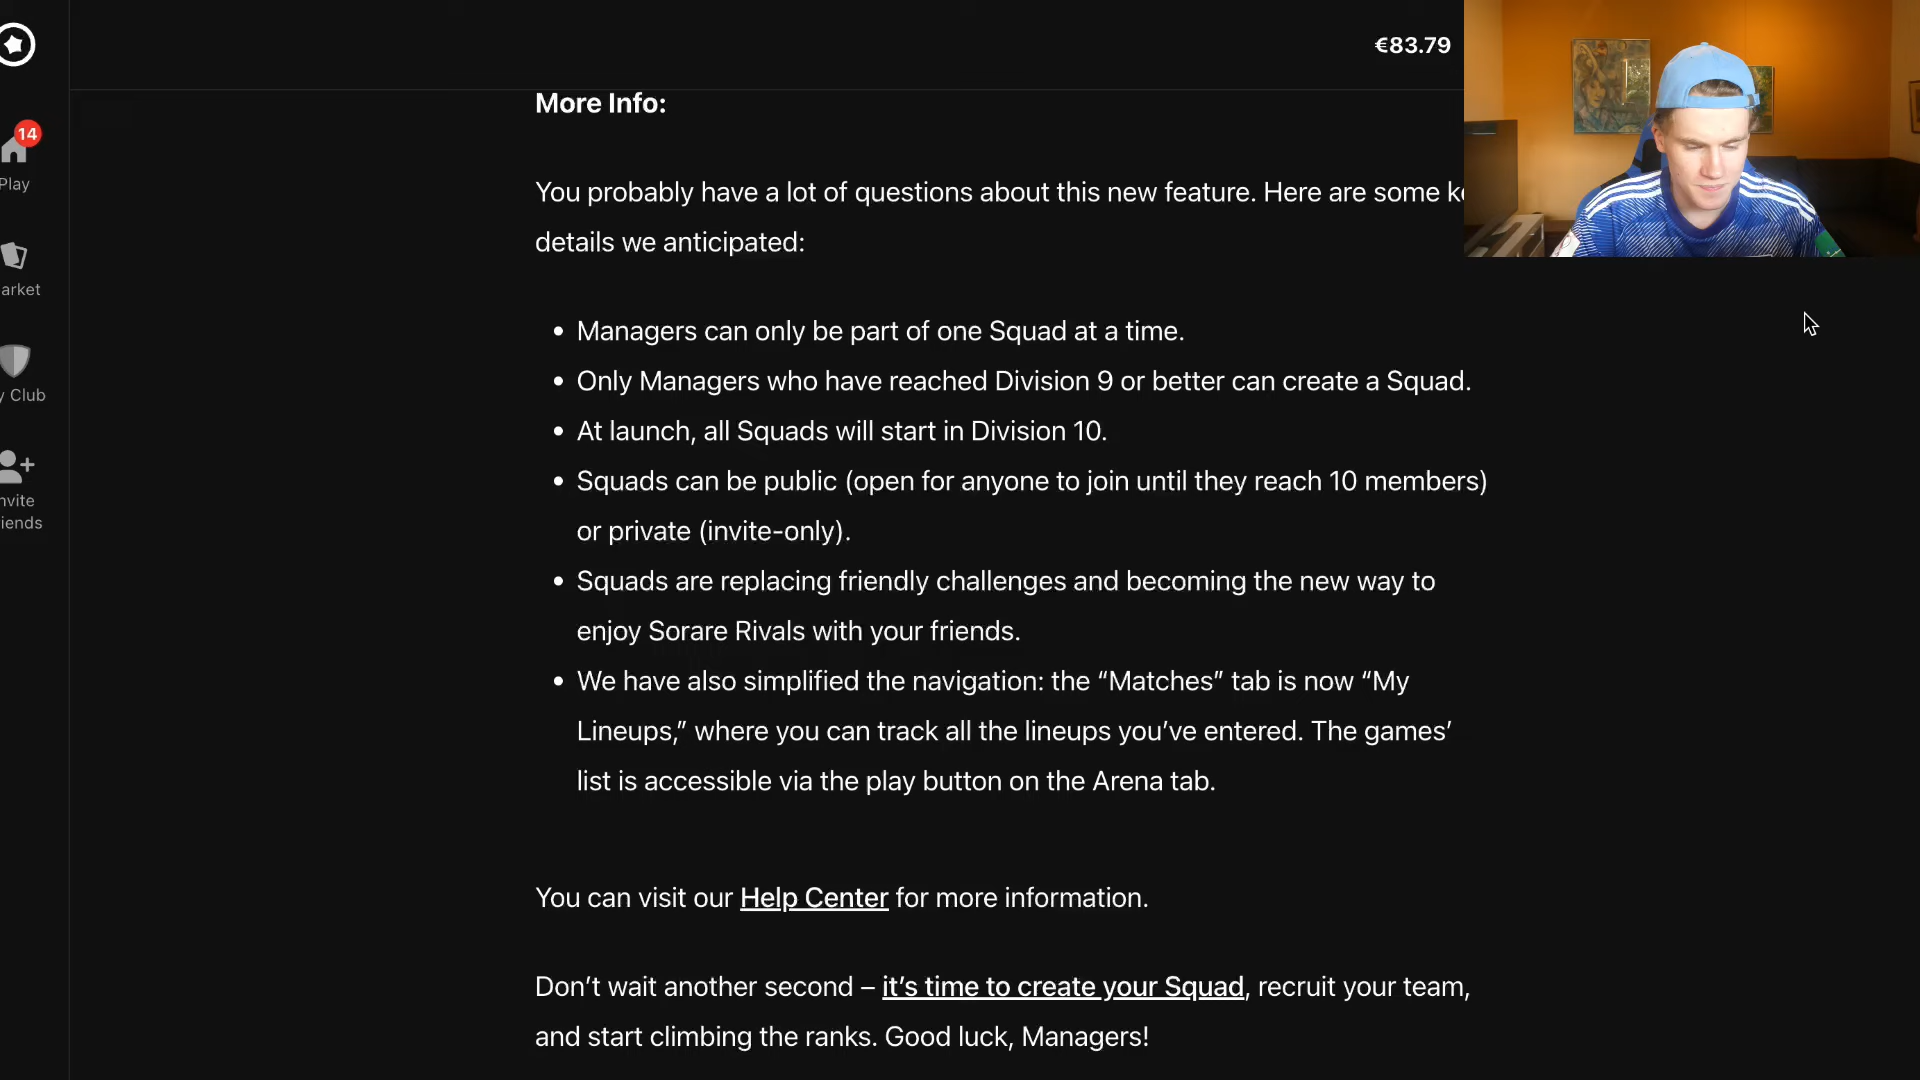 €83.79
More Info:
14
Play
You probably have a lot of questions about this new feature. Here are some
details we anticipated:
arket
• Managers can only be part of one Squad at a time.
• Only Managers who have reached Division 9 or better can create a Squad.
y Club
• At launch, all Squads will start in Division 10.
• Squads can be public (open for anyone to join until they reach 10 members)
or private (invite-only).
nvite
iends
• Squads are replacing friendly challenges and becoming the new way to
enjoy Sorare Rivals with your friends.
• We have also simplified the navigation: the “Matches” tab is now “My
Lineups,” where you can track all the lineups you’ve entered. The games’
list is accessible via the play button on the Arena tab.
You can visit our Help Center for more information.
Don’t wait another second – it’s time to create your Squad, recruit your team,
and start climbing the ranks. Good luck, Managers!